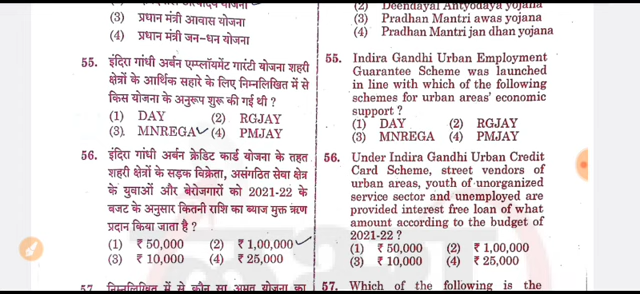 (3) प्रधान मंत्री आवास योजना
(4) प्रधान मंत्री जन-धन योजना
55. इंदिरा गांधी अर्बन एम्प्लॉयमेंट गारंटी योजना शहरी
क्षेत्रों के आर्थिक सहारे के लिए निम्नलिखित में से
किस योजना के अनुरूप शुरू की गई थी ?
(1) DAY (2) RGJAY
(3) MNREGA (4) PMJAY
56. इंदिरा गांधी अर्बन क्रेडिट कार्ड योजना के तहत
शहरी क्षेत्रों के सड़क विक्रेता, असंगठित सेवा क्षेत्र
के युवाओं और बेरोजगारों को 2021-22 के
बजट के अनुसार कितनी राशि का ब्याज मुक्त ऋण
प्रदान किया जाता है ?
(1) ₹ 50,000 (2) ₹ 1,00,000
(3) ₹ 10,000 (4) ₹ 25,000
57. निम्नलिखित में से कौन सा अमृत योजना का
(2) Deendayal Antyodaya yojana
(3) Pradhan Mantri awas yojana
(4) Pradhan Mantri jan dhan yojana
55. Indira Gandhi Urban Employment
Guarantee Scheme was launched
in line with which of the following
schemes for urban areas' economic
support ?
(1) DAY (2) RGJAY
(3) MNREGA (4) PMJAY
56. Under Indira Gandhi Urban Credit
Card Scheme, street vendors of
urban areas, youth of unorganized
service sector and unemployed are
provided interest free loan of what
amount according to the budget of
2021-22 ?
(1) ₹ 50,000 (2) ₹ 1,00,000
(3) ₹ 10,000 (4) ₹ 25,000
57. Which of the following is the